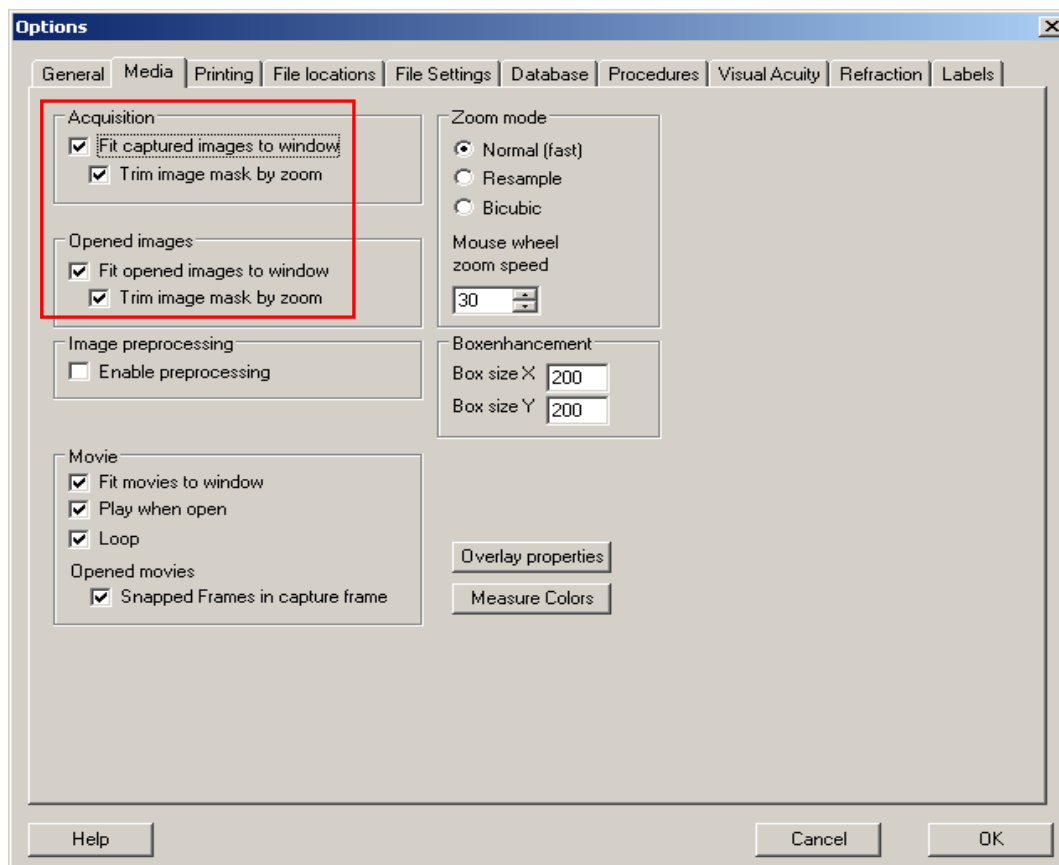 Options
General Media Printing File locations File Settings Database Procedures Visual Acuity Refraction Labels
Acquisition
Fit captured images to window
Trim image mask by zoom
Opened images
Fit opened images to window
Trim image mask by zoom
Image preprocessing
Enable preprocessing
Movie
Fit movies to window
Play when open
Loop
Opened movies
Snapped Frames in capture frame
Zoom mode
Normal (fast)
Resample
Bicubic
Mouse wheel
zoom speed
30
Boxenhancement
Box size X 200
Box size Y 200
Overlay properties
Measure Colors
Help Cancel OK